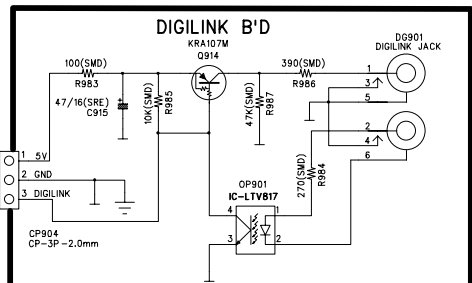 DIGILINK B'D
KRA107M
Q914
DG901
DIGILINK JACK
100(SMD)
R983
390(SMD)
R986
1
3
5
47/16(SRE)
C915
10K(SMD)
R985
47K(SMD)
R987
2
4
6
1 5V
2 GND
3 DIGILINK
270(SMD)
R984
OP901
IC-LTV817
4 1
3 2
CP904
CP-3P-2.0mm